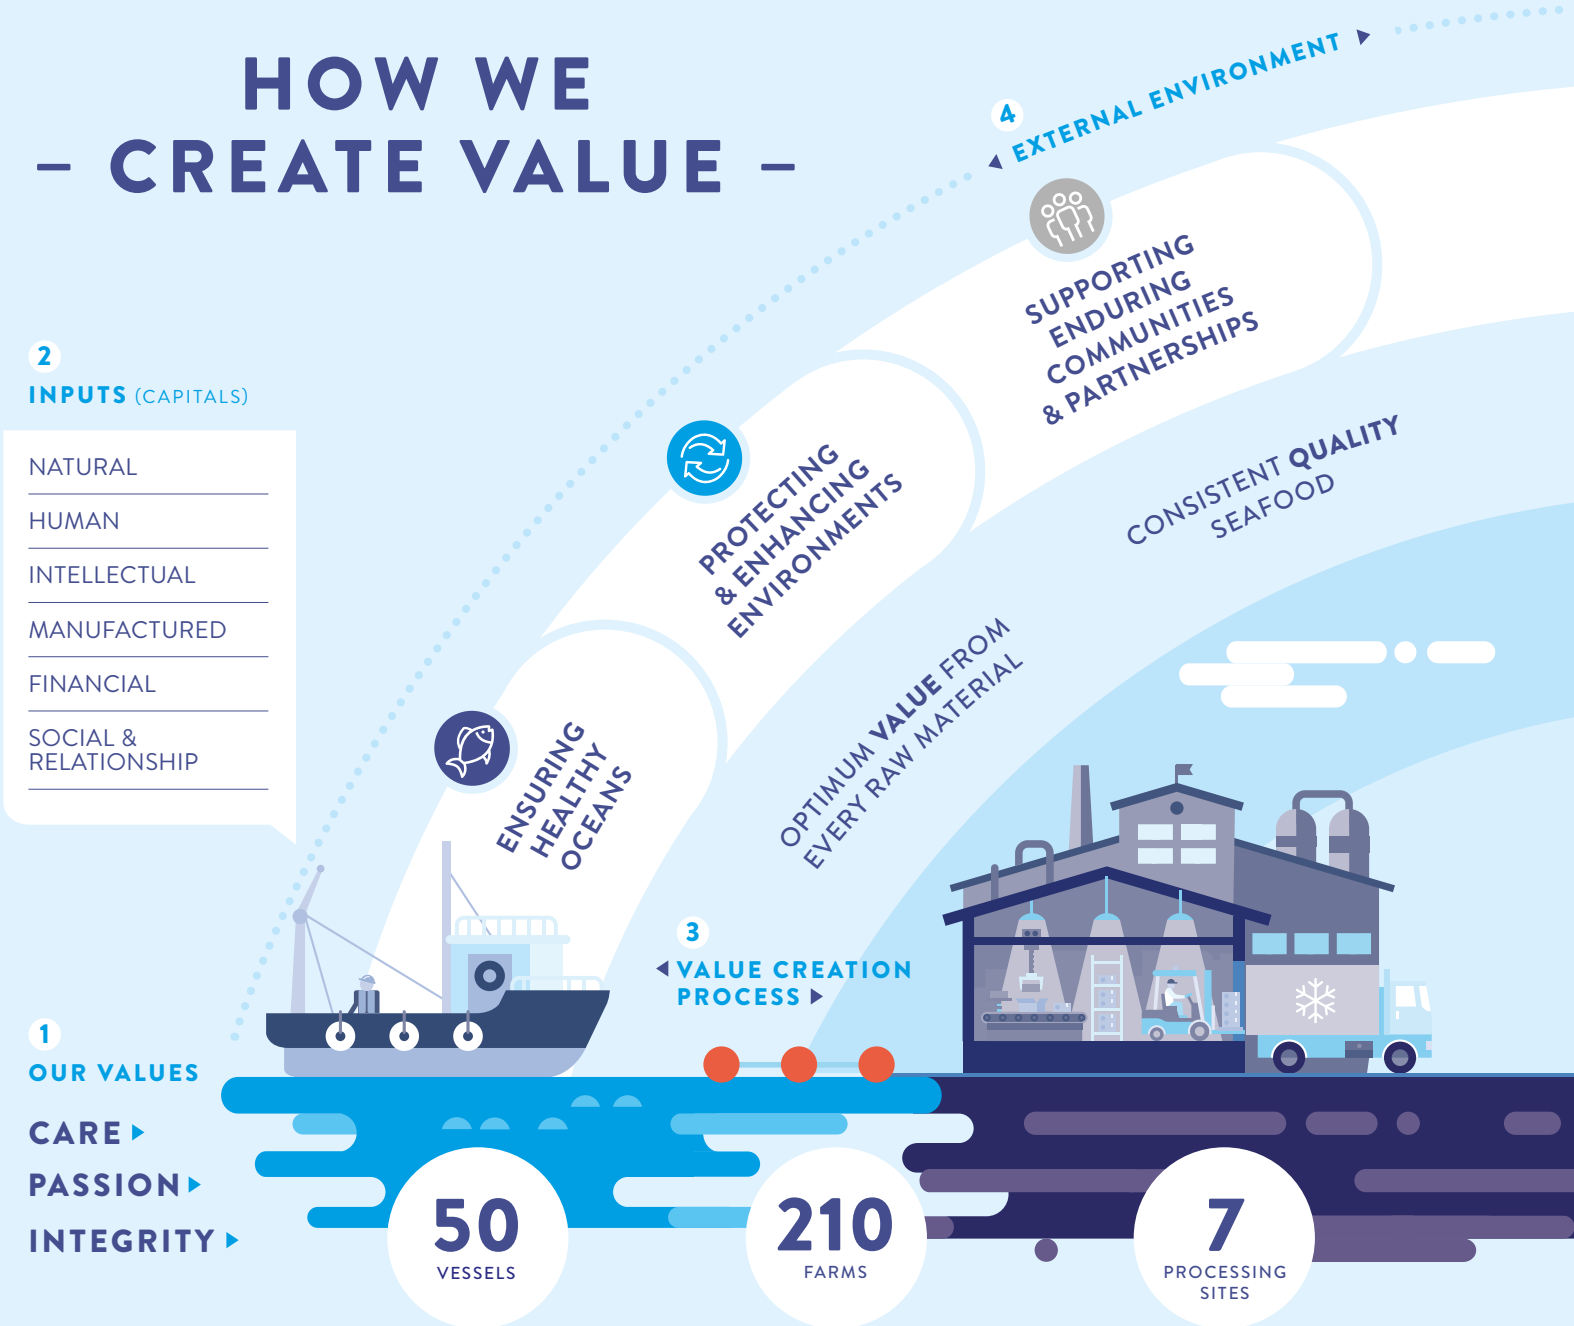 HOW WE
– CREATE VALUE –
4
EXTERNAL ENVIRONMENT
SUPPORTING
ENDURING
COMMUNITIES
& PARTNERSHIPS
2
INPUTS (CAPITALS)
NATURAL
HUMAN
INTELLECTUAL
MANUFACTURED
FINANCIAL
SOCIAL &
RELATIONSHIP
PROTECTING
& ENHANCING
ENVIRONMENTS
CONSISTENT QUALITY
SEAFOOD
ENSURING
HEALTHY
OCEANS
OPTIMUM VALUE FROM
EVERY RAW MATERIAL
3
VALUE CREATION
PROCESS
1
OUR VALUES
CARE
PASSION
INTEGRITY
50
VESSELS
210
FARMS
7
PROCESSING
SITES